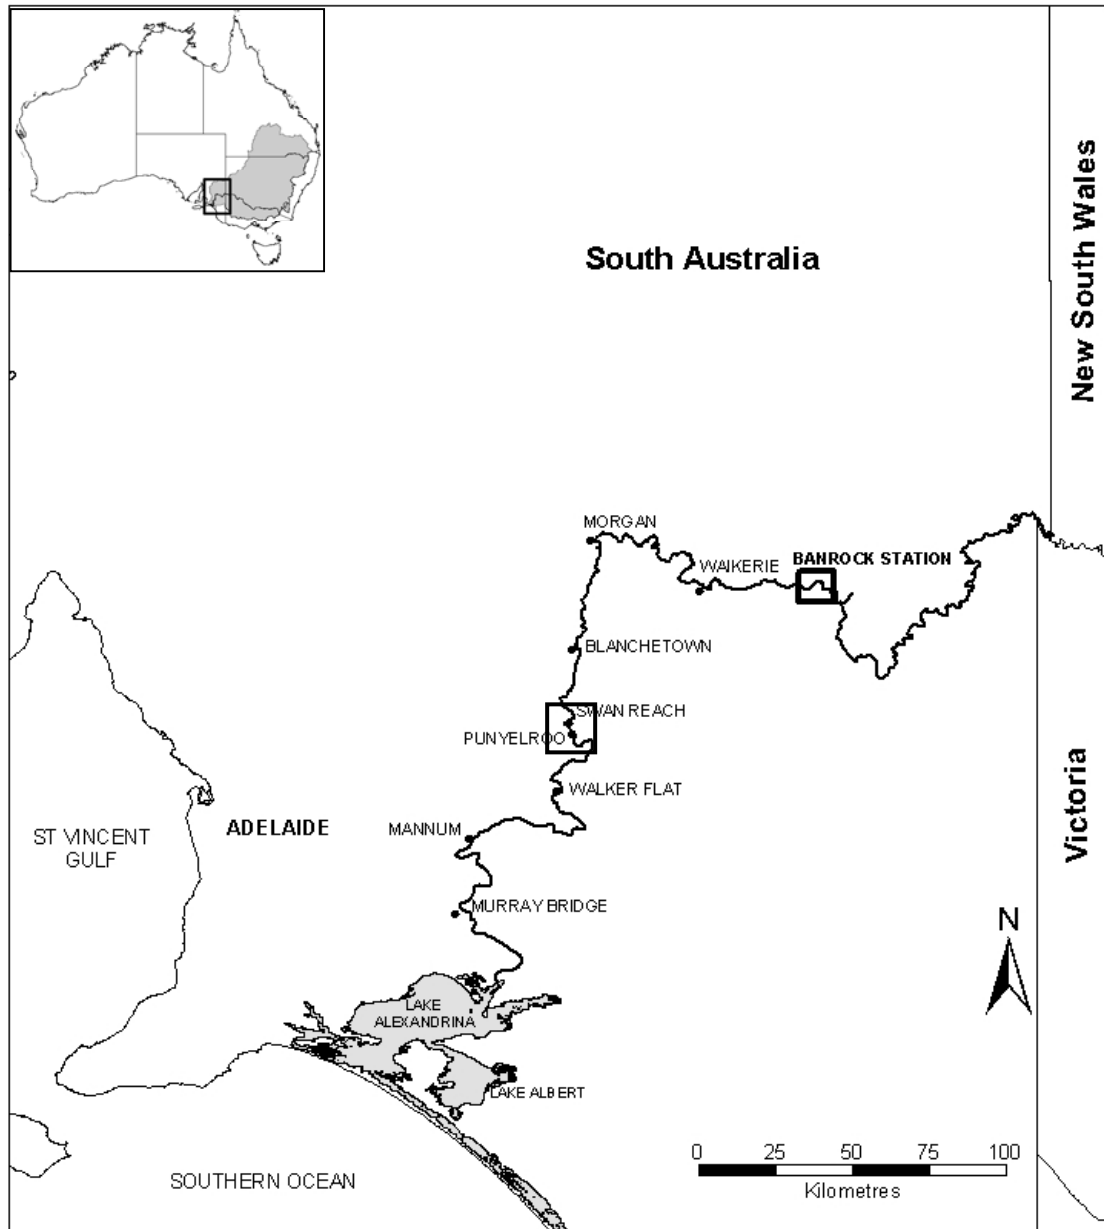 South Australia
New South Wales
MORGAN
WAIKERIE
BANROCK STATION
BLANCHETOWN
SWAN REACH
PUNYELROO
WALKER FLAT
Victoria
ADELAIDE
MANNUM
ST VINCENT
GULF
MURRAY BRIDGE
N
LAKE
ALEXANDRINA
LAKE ALBERT
SOUTHERN OCEAN
0 25 50 75 100
Kilometres